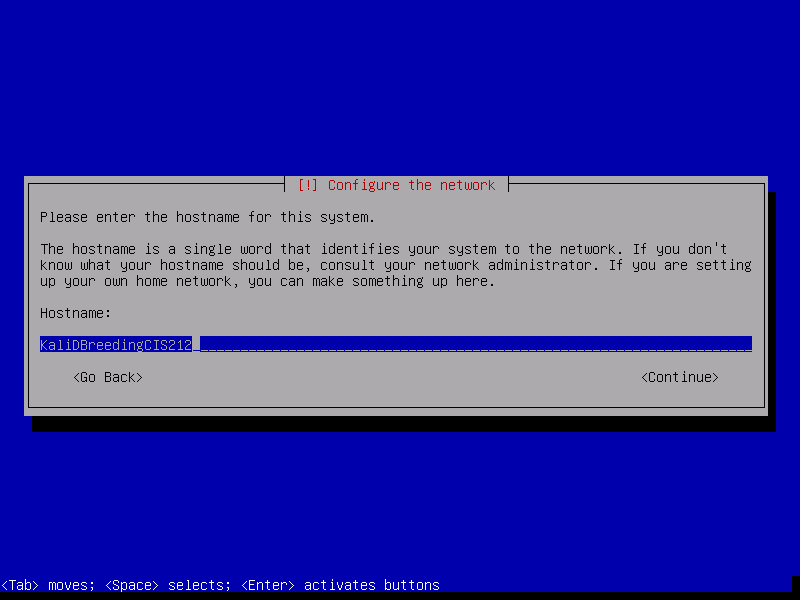 [!] Configure the network
Please enter the hostname for this system.
The hostname is a single word that identifies your system to the network. If you don't
know what your hostname should be, consult your network administrator. If you are setting
up your own home network, you can make something up here.
Hostname:
KaliDBreedingCIS212
<Go Back> <Continue>
<Tab> moves; <Space> selects; <Enter> activates buttons